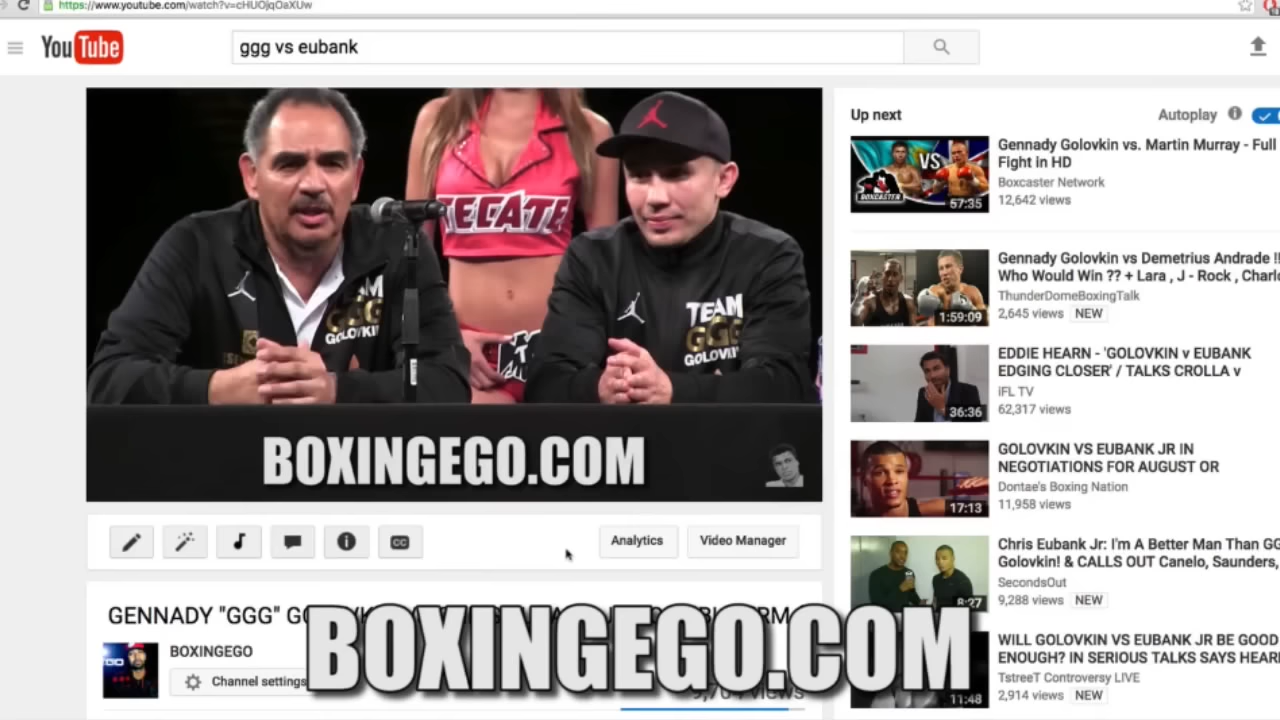 https://www.youtube.com/watch?v=cHUOjqOaXUw
YouTube
ggg vs eubank
TECATE
TEAM
GGG
GOLOVKIN
TEAM
GGG
GOLOVKIN
BOXINGEGO.COM
Analytics
Video Manager
GENNADY "GGG"
BOXINGEGO
Channel settings
BOXINGEGO.COM
views
Up next
Autoplay
VS
BOXCASTER
57:35
Gennady Golovkin vs. Martin Murray - Full
Fight in HD
Boxcaster Network
12,642 views
1:59:09
Gennady Golovkin vs Demetrius Andrade !!
Who Would Win ?? + Lara , J - Rock , Charlo
ThunderDomeBoxingTalk
2,645 views NEW
36:36
EDDIE HEARN - 'GOLOVKIN v EUBANK
EDGING CLOSER' / TALKS CROLLA v
iFL TV
62,317 views
17:13
GOLOVKIN VS EUBANK JR IN
NEGOTIATIONS FOR AUGUST OR
Dontae's Boxing Nation
11,958 views
8:27
Chris Eubank Jr: I'm A Better Man Than GG
Golovkin! & CALLS OUT Canelo, Saunders,
SecondsOut
9,288 views NEW
11:48
WILL GOLOVKIN VS EUBANK JR BE GOOD
ENOUGH? IN SERIOUS TALKS SAYS HEAR
TstreeT Controversy LIVE
2,914 views NEW